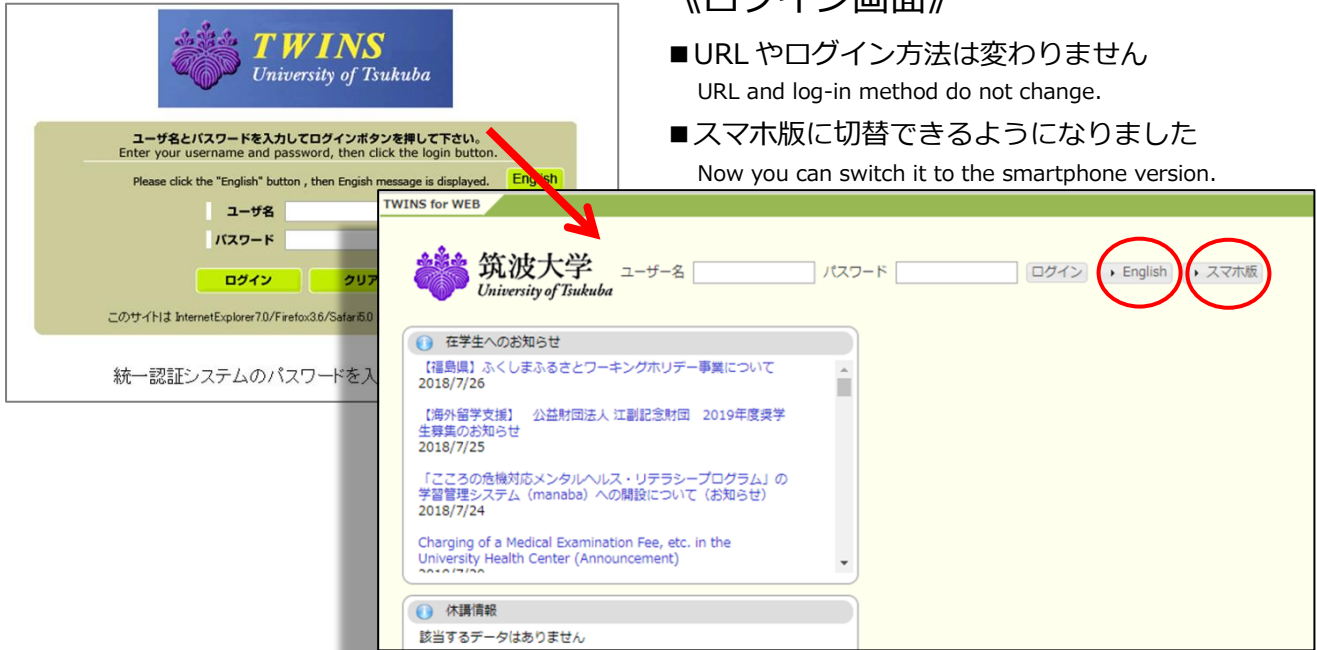 《ログイン画面》
■URL やログイン方法は変わりません
URL and log-in method do not change.
■スマホ版に切替できるようになりました
Now you can switch it to the smartphone version.
TWINS
University of Tsukuba
ユーザ名とパスワードを入力してログインボタンを押して下さい。
Enter your username and password, then click the login button.
Please click the "English" button , then Engish message is displayed.
English
ユーザ名
パスワード
ログイン
クリア
このサイトは InternetExplorer7.0/Firefox3.6/Safari5.0
統一認証システムのパスワードを入
TWINS for WEB
筑波大学
University of Tsukuba
ユーザー名
パスワード
ログイン
English
スマホ版
在学生へのお知らせ
【福島県】ふくしまふるさとワーキングホリデー事業について
2018/7/26
【海外留学支援】 公益財団法人 江副記念財団 2019年度奨学
生募集のお知らせ
2018/7/25
「こころの危機対応メンタルヘルス・リテラシープログラム」の
学習管理システム（manaba）への開設について（お知らせ）
2018/7/24
Charging of a Medical Examination Fee, etc. in the
University Health Center (Announcement)
休講情報
該当するデータはありません